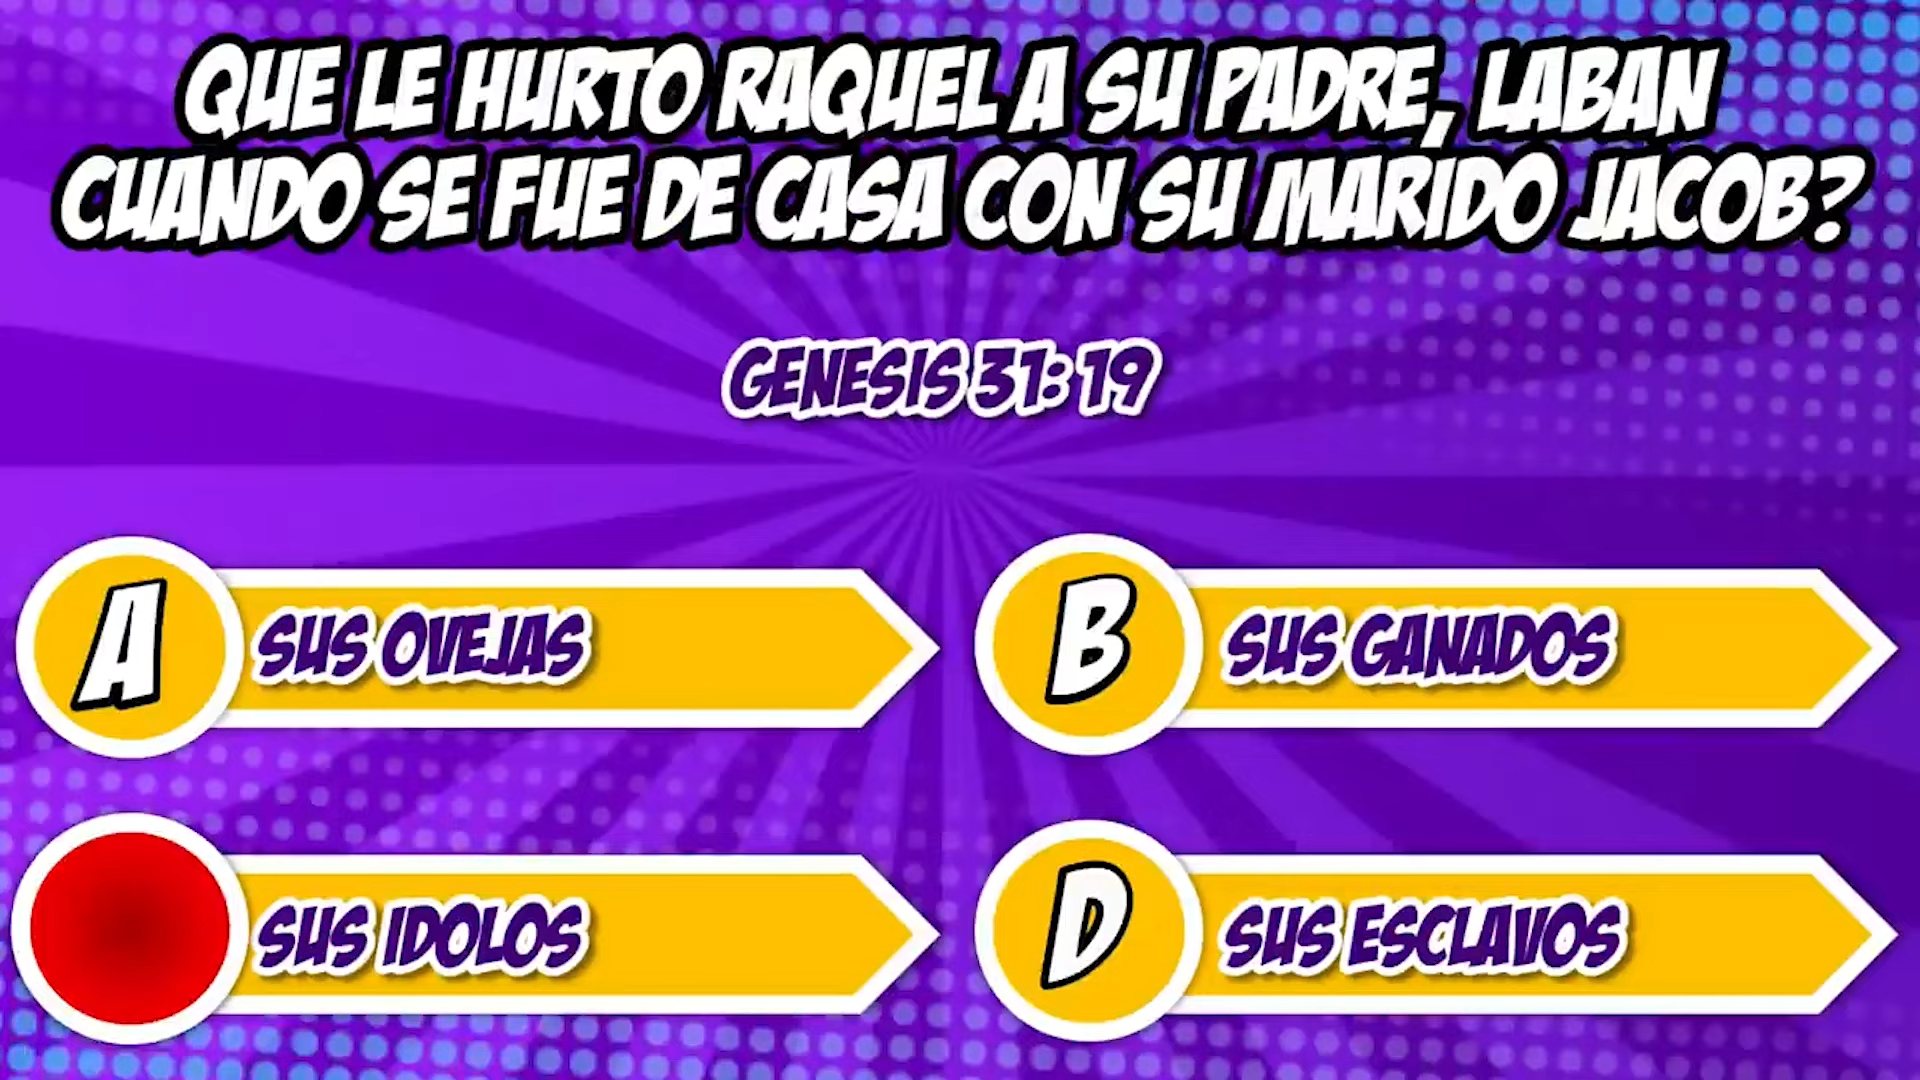 QUE LE HURTO RAQUEL A SU PADRE, LABAN
CUANDO SE FUE DE CASA CON SU MARIDO JACOB?
GENESIS 31: 19
A SUS OVEJAS
B SUS GANADOS
SUS IDOLOS
D SUS ESCLAVOS